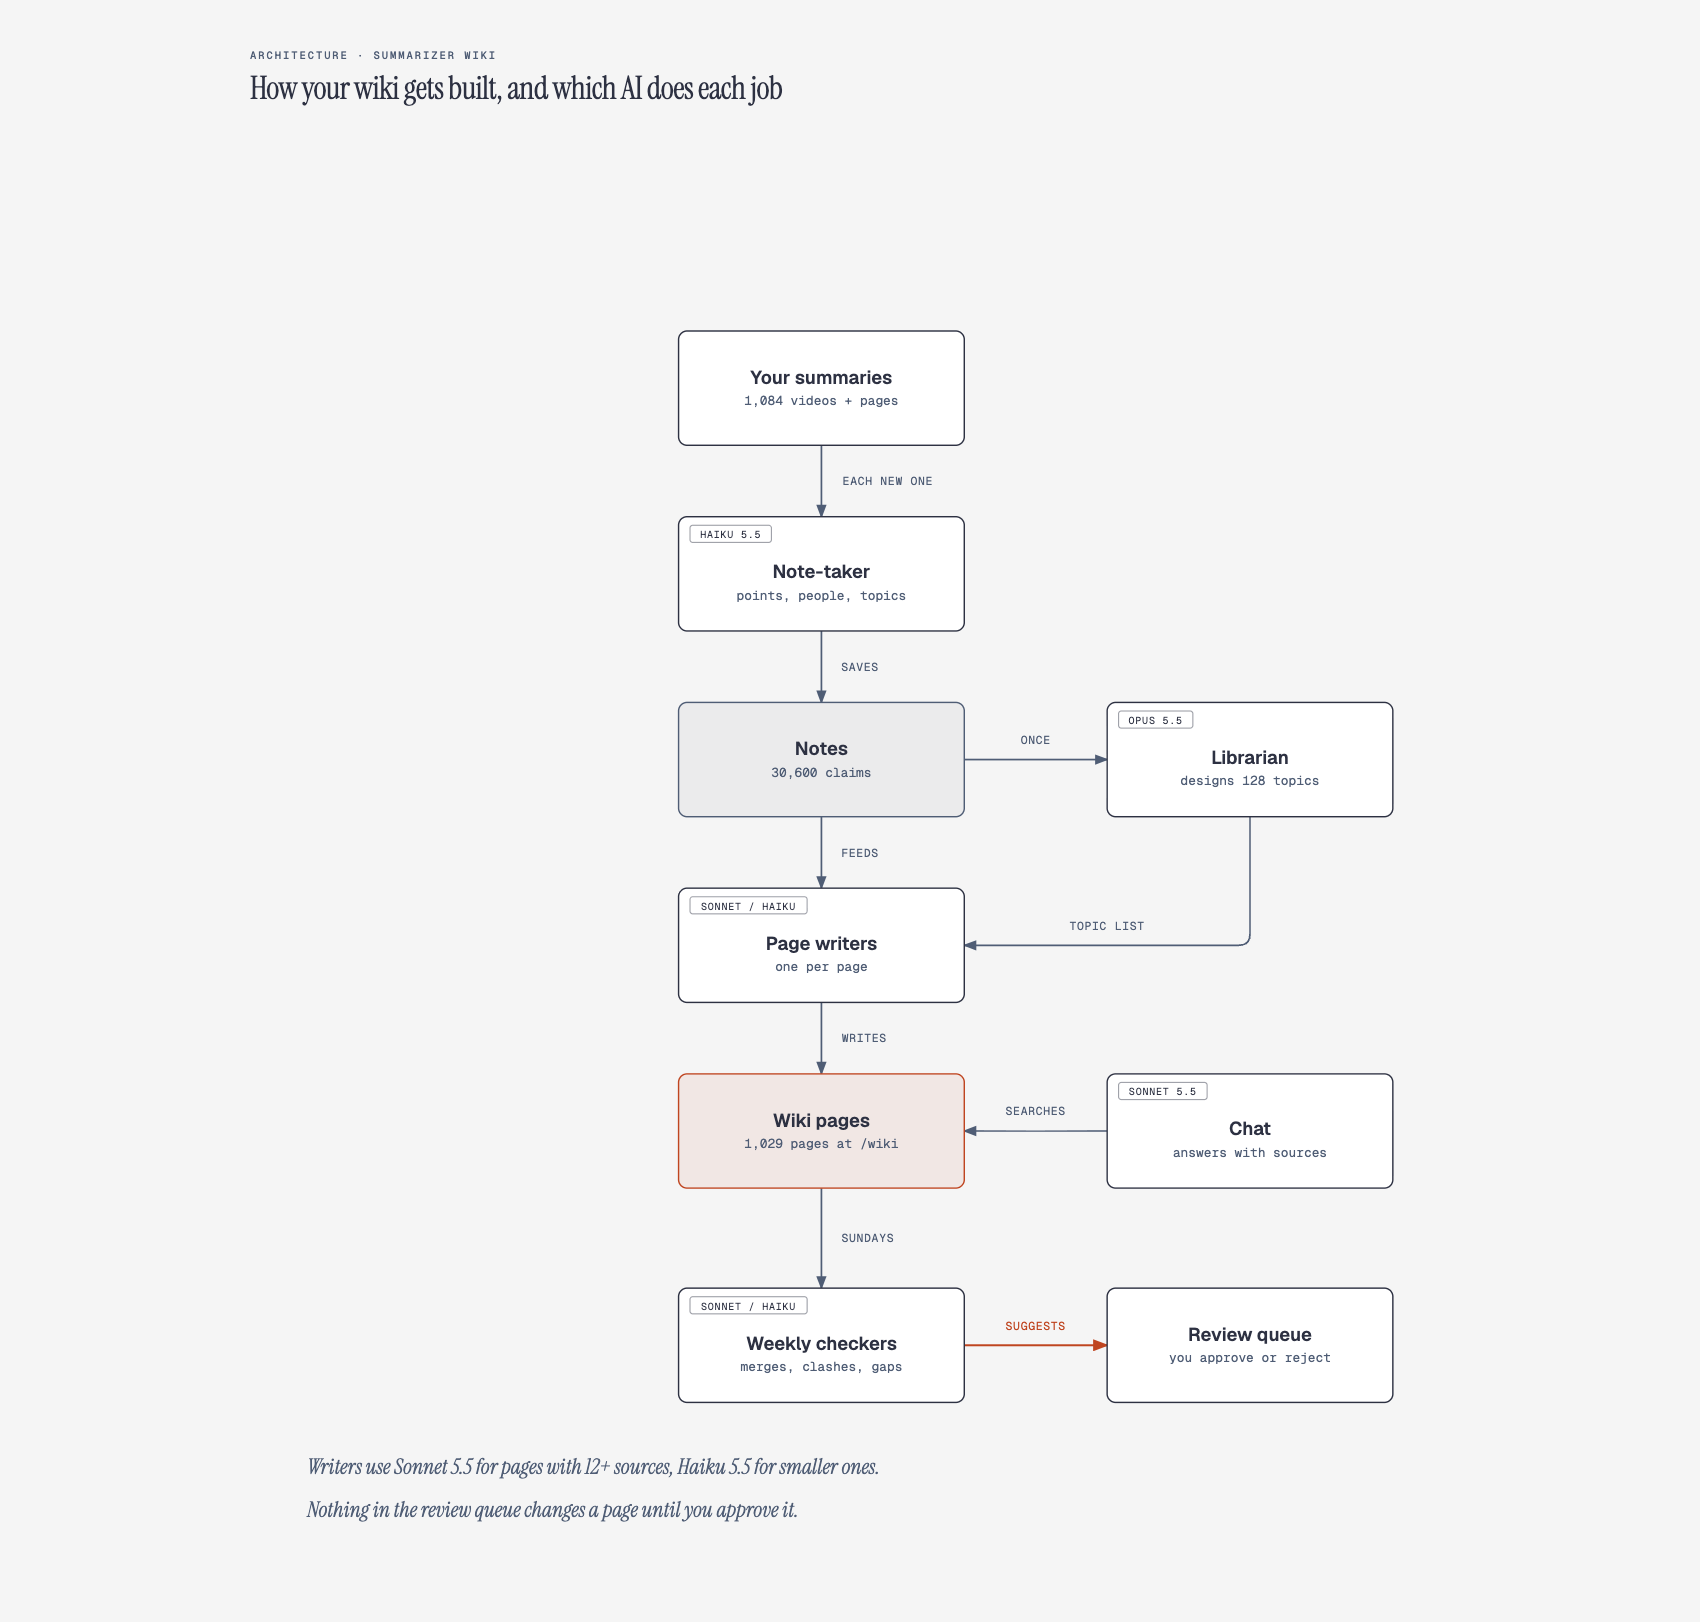 ARCHITECTURE · SUMMARIZER WIKI
How your wiki gets built, and which AI does each job
Your summaries
1,084 videos + pages
EACH NEW ONE
HAIKU 5.5
Note-taker
points, people, topics
SAVES
Notes
30,600 claims
ONCE
OPUS 5.5
Librarian
designs 128 topics
FEEDS
TOPIC LIST
SONNET / HAIKU
Page writers
one per page
WRITES
Wiki pages
1,029 pages at /wiki
SEARCHES
SONNET 5.5
Chat
answers with sources
SUNDAYS
SONNET / HAIKU
Weekly checkers
merges, clashes, gaps
SUGGESTS
Review queue
you approve or reject
Writers use Sonnet 5.5 for pages with 12+ sources, Haiku 5.5 for smaller ones.
Nothing in the review queue changes a page until you approve it.